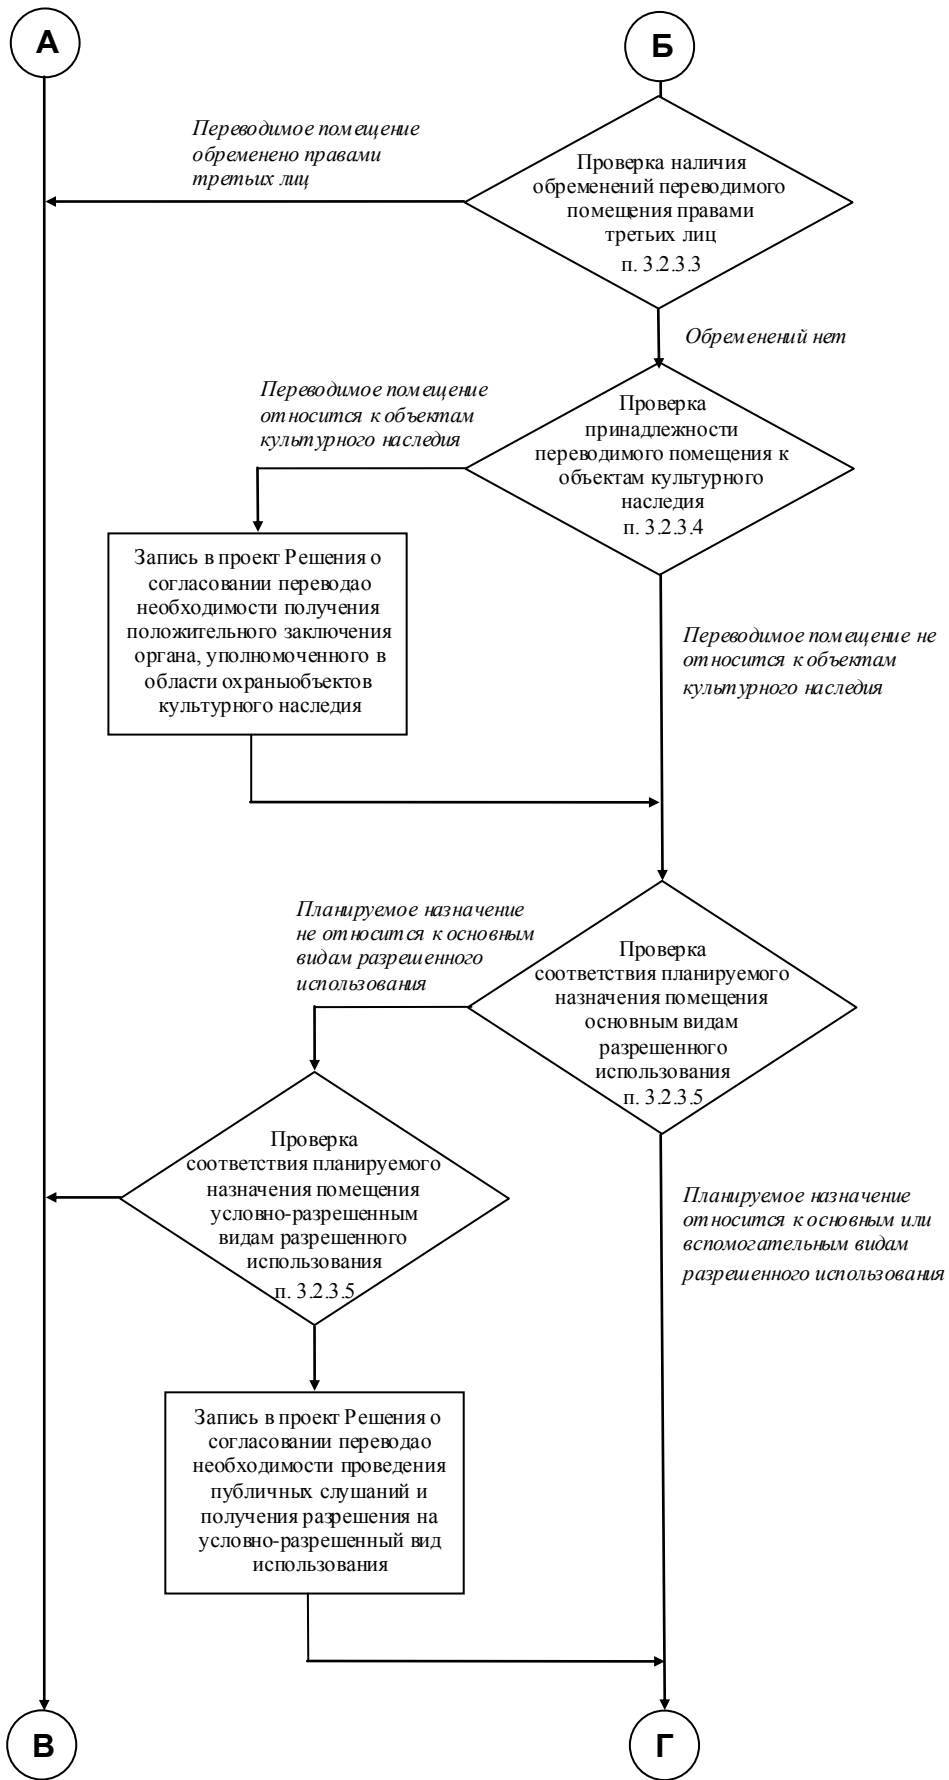 А
Б
Переводимое помещение
обременено правами
третьих лиц
Проверка наличия
обременений переводимого
помещения правами
третьих лиц
п. 3.2.3.3
Обременений нет
Переводимое помещение
относится к объектам
культурного наследия
Проверка
принадлежности
переводимого помещения к
объектам культурного
наследия
п. 3.2.3.4
Запись в проект Решения о
согласовании переводао
необходимости получения
положительного заключения
органа, уполномоченного в
области охраныобъектов
культурного наследия
Переводимое помещение не
относится к объектам
культурного наследия
Планируемое назначение
не относится к основным
видам разрешенного
использования
Проверка
соответствия планируемого
назначения помещения
основным видам
разрешенного
использования
п. 3.2.3.5
Проверка
соответствия планируемого
назначения помещения
условно-разрешенным
видам разрешенного
использования
п. 3.2.3.5
Планируемое назначение
относится к основным или
вспомогательным видам
разрешенного использования
Запись в проект Решения о
согласовании переводао
необходимости проведения
публичных слушаний и
получения разрешения на
условно-разрешенный вид
использования
В
Г